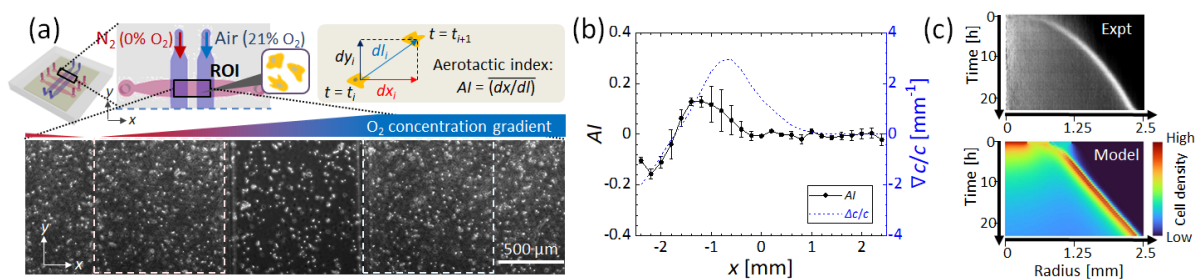 (a)
N₂ (0% O₂) Air (21% O₂)
ROI
y
x
t = tᵢ₊₁
dyᵢ
dlᵢ
t = tᵢ
dxᵢ
Aerotactic index:
AI = (dx/dl)
O₂ concentration gradient
y
x
500 μm
(b)
AI
0.4
0.2
0
-0.2
-0.4
4
2
0
-2
-4
∇c/c [mm⁻¹]
AI
Δc/c
-2 -1 0 1 2
x [mm]
(c)
Time [h]
0
10
20
Expt
0 1.25 2.5
Time [h]
0
10
20
Model
0 1.25 2.5
Radius [mm]
High
Cell density
Low